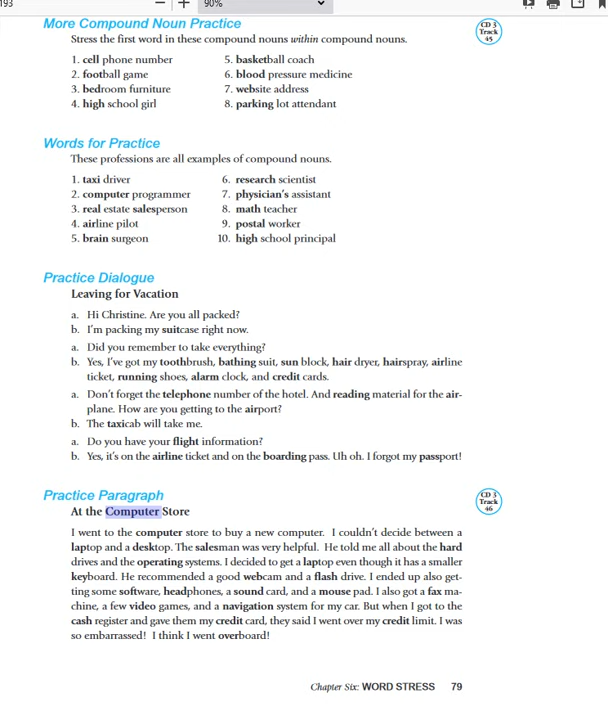 193
90%
More Compound Noun Practice
CD 3
Track
45
Stress the first word in these compound nouns within compound nouns.
1. cell phone number
2. football game
3. bedroom furniture
4. high school girl
5. basketball coach
6. blood pressure medicine
7. website address
8. parking lot attendant
Words for Practice
These professions are all examples of compound nouns.
1. taxi driver
2. computer programmer
3. real estate salesperson
4. airline pilot
5. brain surgeon
6. research scientist
7. physician's assistant
8. math teacher
9. postal worker
10. high school principal
Practice Dialogue
Leaving for Vacation
a. Hi Christine. Are you all packed?
b. I'm packing my suitcase right now.
a. Did you remember to take everything?
b. Yes, I've got my toothbrush, bathing suit, sun block, hair dryer, hairspray, airline
ticket, running shoes, alarm clock, and credit cards.
a. Don't forget the telephone number of the hotel. And reading material for the air-
plane. How are you getting to the airport?
b. The taxicab will take me.
a. Do you have your flight information?
b. Yes, it's on the airline ticket and on the boarding pass. Uh oh. I forgot my passport!
Practice Paragraph
CD 3
Track
46
At the Computer Store
I went to the computer store to buy a new computer. I couldn't decide between a
laptop and a desktop. The salesman was very helpful. He told me all about the hard
drives and the operating systems. I decided to get a laptop even though it has a smaller
keyboard. He recommended a good webcam and a flash drive. I ended up also get-
ting some software, headphones, a sound card, and a mouse pad. I also got a fax ma-
chine, a few video games, and a navigation system for my car. But when I got to the
cash register and gave them my credit card, they said I went over my credit limit. I was
so embarrassed! I think I went overboard!
Chapter Six: WORD STRESS 79